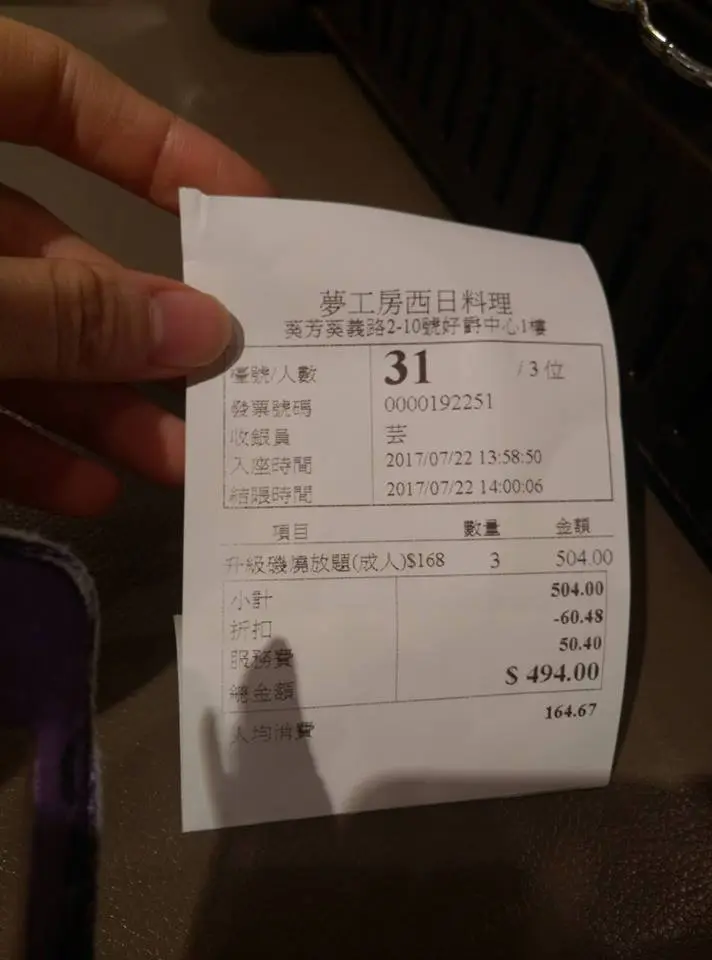 夢工房西日料理
葵芳葵義路2-10號好爵中心1樓
檯號/人數 31 / 3 位
發票號碼 0000192251
收銀員 芸
入座時間 2017/07/22 13:58:50
結賬時間 2017/07/22 14:00:06
項目 數量 金額
升級磯燒放題(成人)$168 3 504.00
小計 504.00
折扣 -60.48
服務費 50.40
總金額 $ 494.00
人均消費 164.67